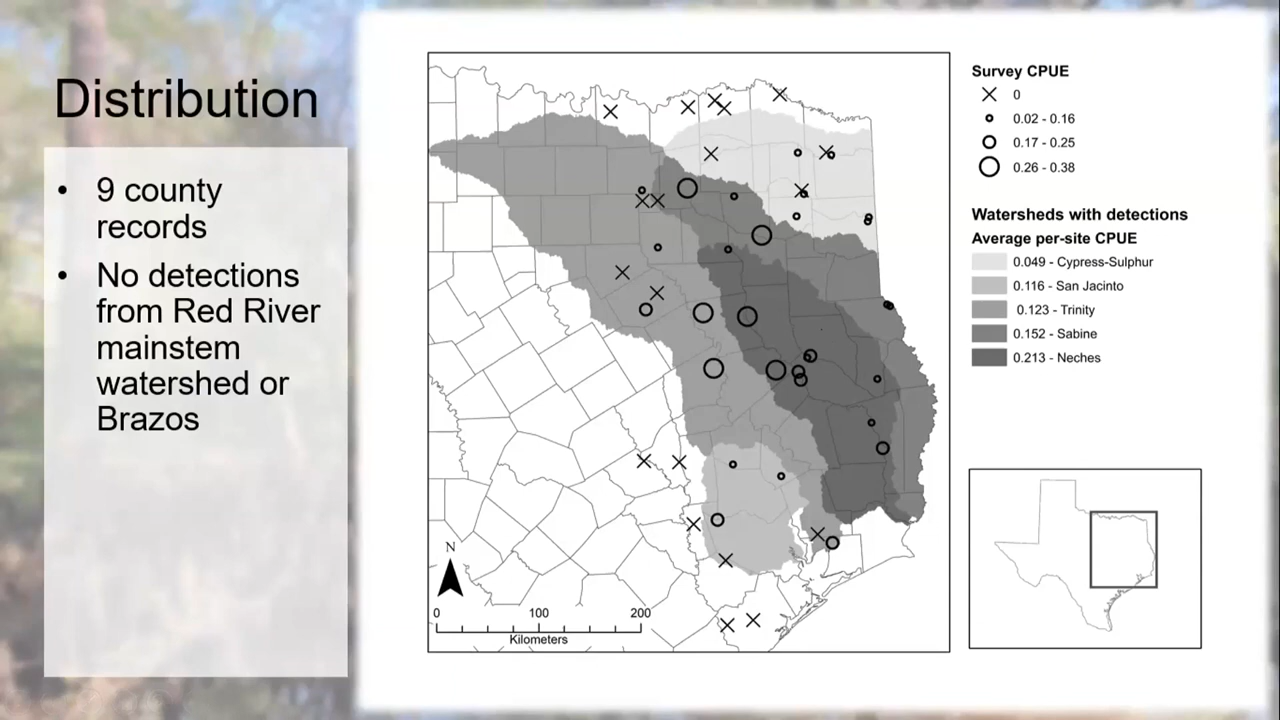 Distribution
• 9 county
records
• No detections
from Red River
mainstem
watershed or
Brazos
N
0 100 200
Kilometers
Survey CPUE
0
0.02 - 0.16
0.17 - 0.25
0.26 - 0.38
Watersheds with detections
Average per-site CPUE
0.049 - Cypress-Sulphur
0.116 - San Jacinto
0.123 - Trinity
0.152 - Sabine
0.213 - Neches